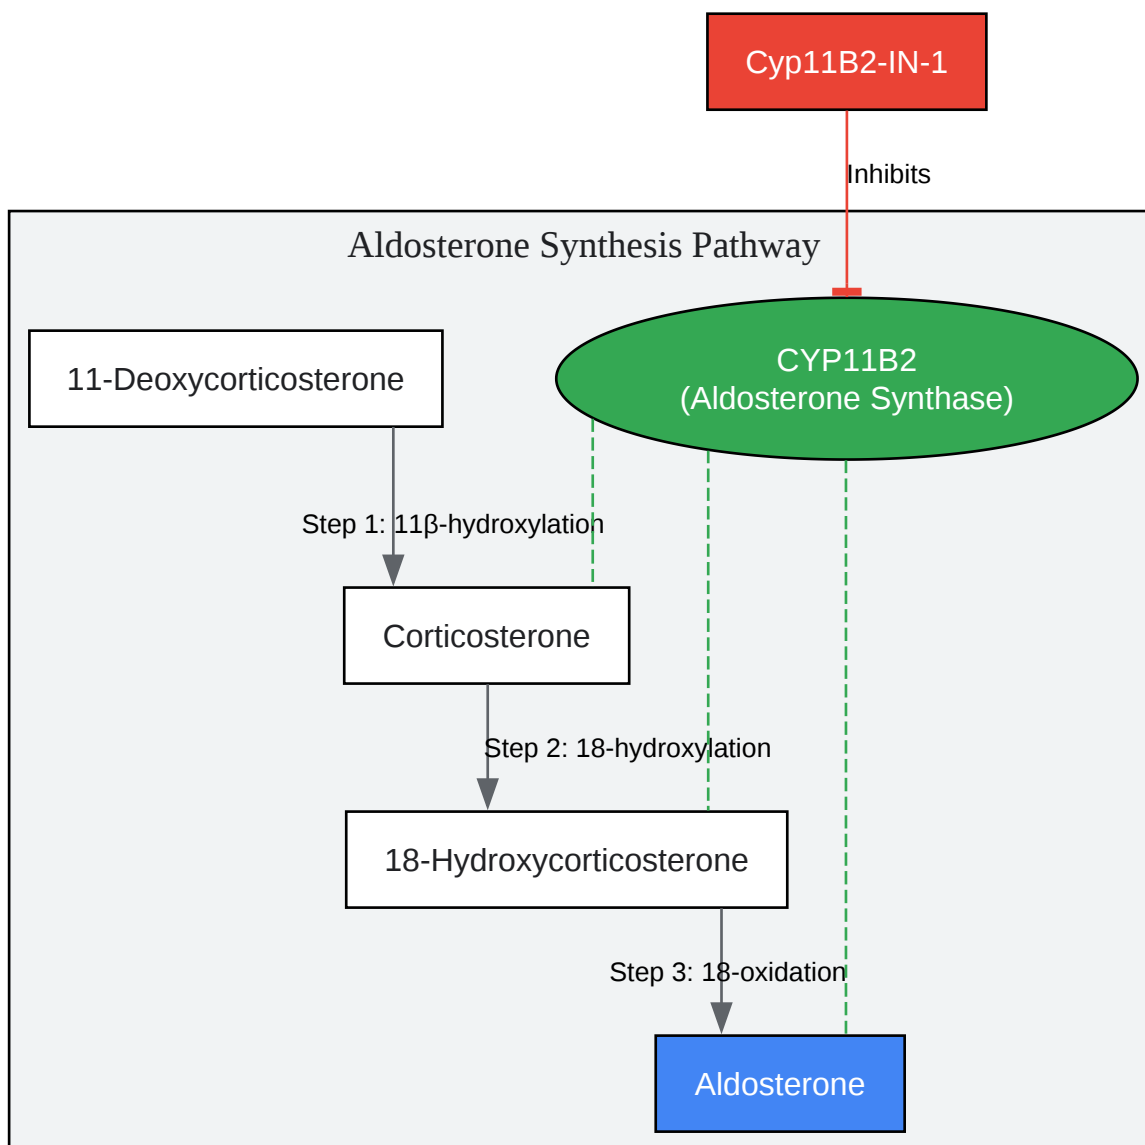 Cyp11B2-IN-1
Inhibits
Aldosterone Synthesis Pathway
11-Deoxycorticosterone
CYP11B2
(Aldosterone Synthase)
Step 1: 11β-hydroxylation
Corticosterone
Step 2: 18-hydroxylation
18-Hydroxycorticosterone
Step 3: 18-oxidation
Aldosterone